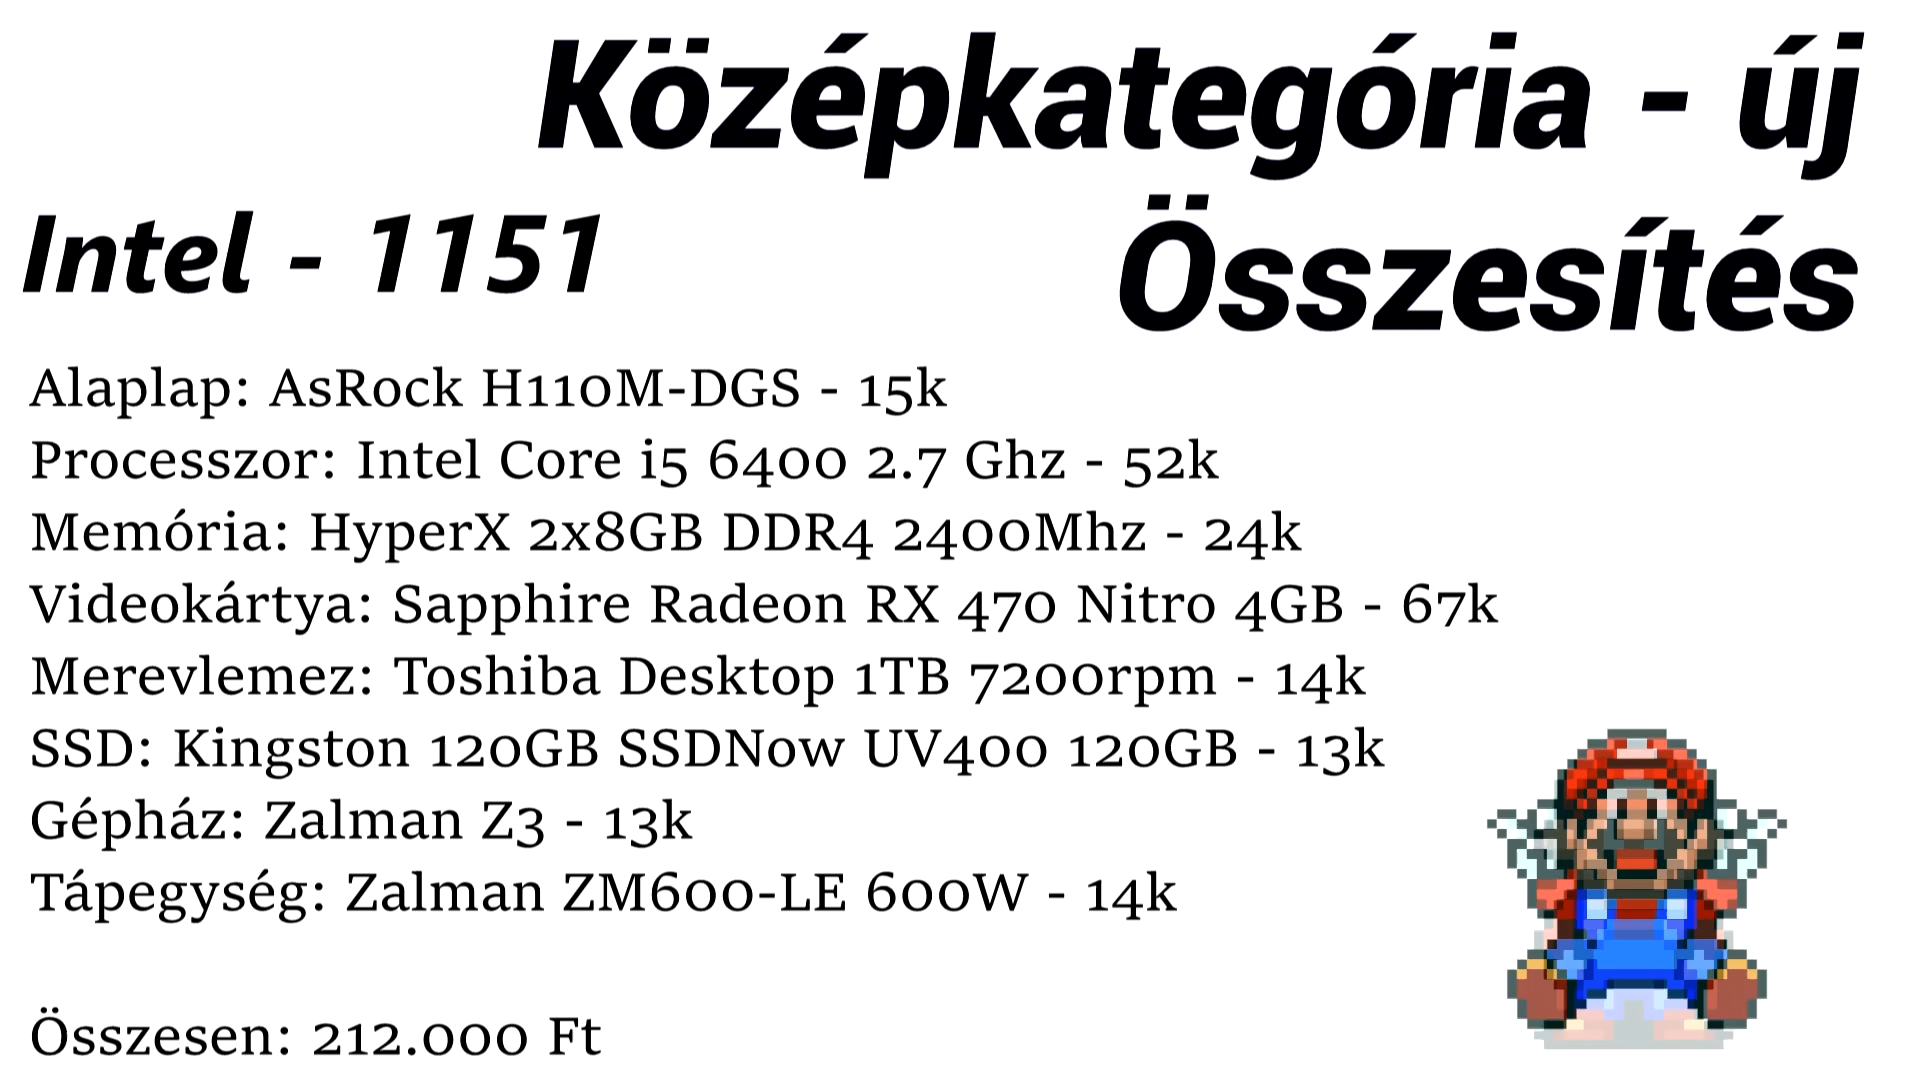 Középkategória - új
Összesítés
Intel - 1151
Alaplap: AsRock H110M-DGS - 15k
Processzor: Intel Core i5 6400 2.7 Ghz - 52k
Memória: HyperX 2x8GB DDR4 2400Mhz - 24k
Videokártya: Sapphire Radeon RX 470 Nitro 4GB - 67k
Merevlemez: Toshiba Desktop 1TB 7200rpm - 14k
SSD: Kingston 120GB SSDNow UV400 120GB - 13k
Gépház: Zalman Z3 - 13k
Tápegység: Zalman ZM600-LE 600W - 14k
Összesen: 212.000 Ft